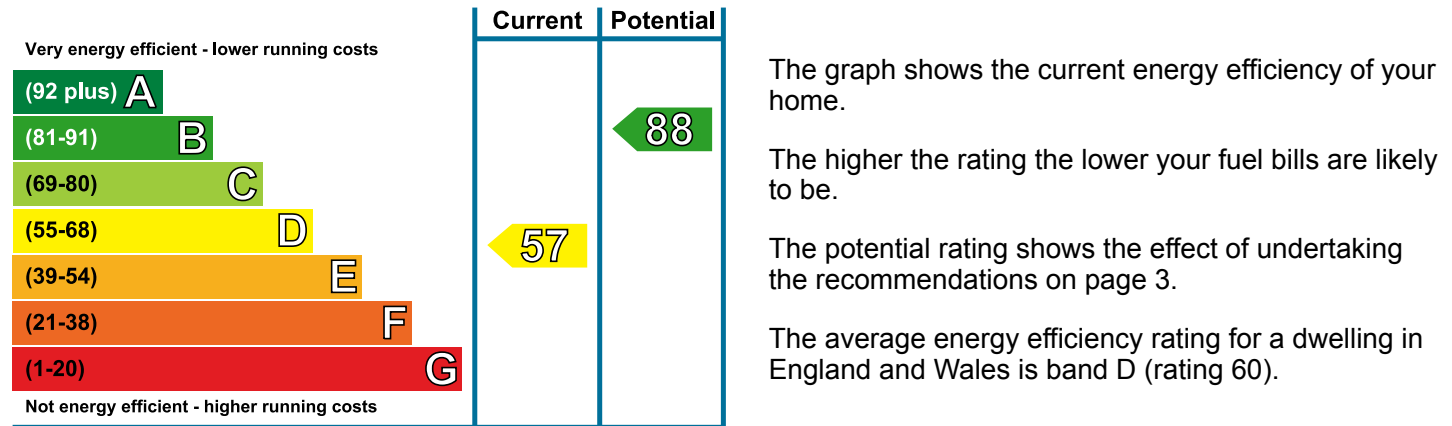 Current Potential
Very energy efficient - lower running costs
(92 plus) A
(81-91) B
88
(69-80) C
(55-68) D
57
(39-54) E
(21-38) F
(1-20) G
Not energy efficient - higher running costs
The graph shows the current energy efficiency of your
home.
The higher the rating the lower your fuel bills are likely
to be.
The potential rating shows the effect of undertaking
the recommendations on page 3.
The average energy efficiency rating for a dwelling in
England and Wales is band D (rating 60).